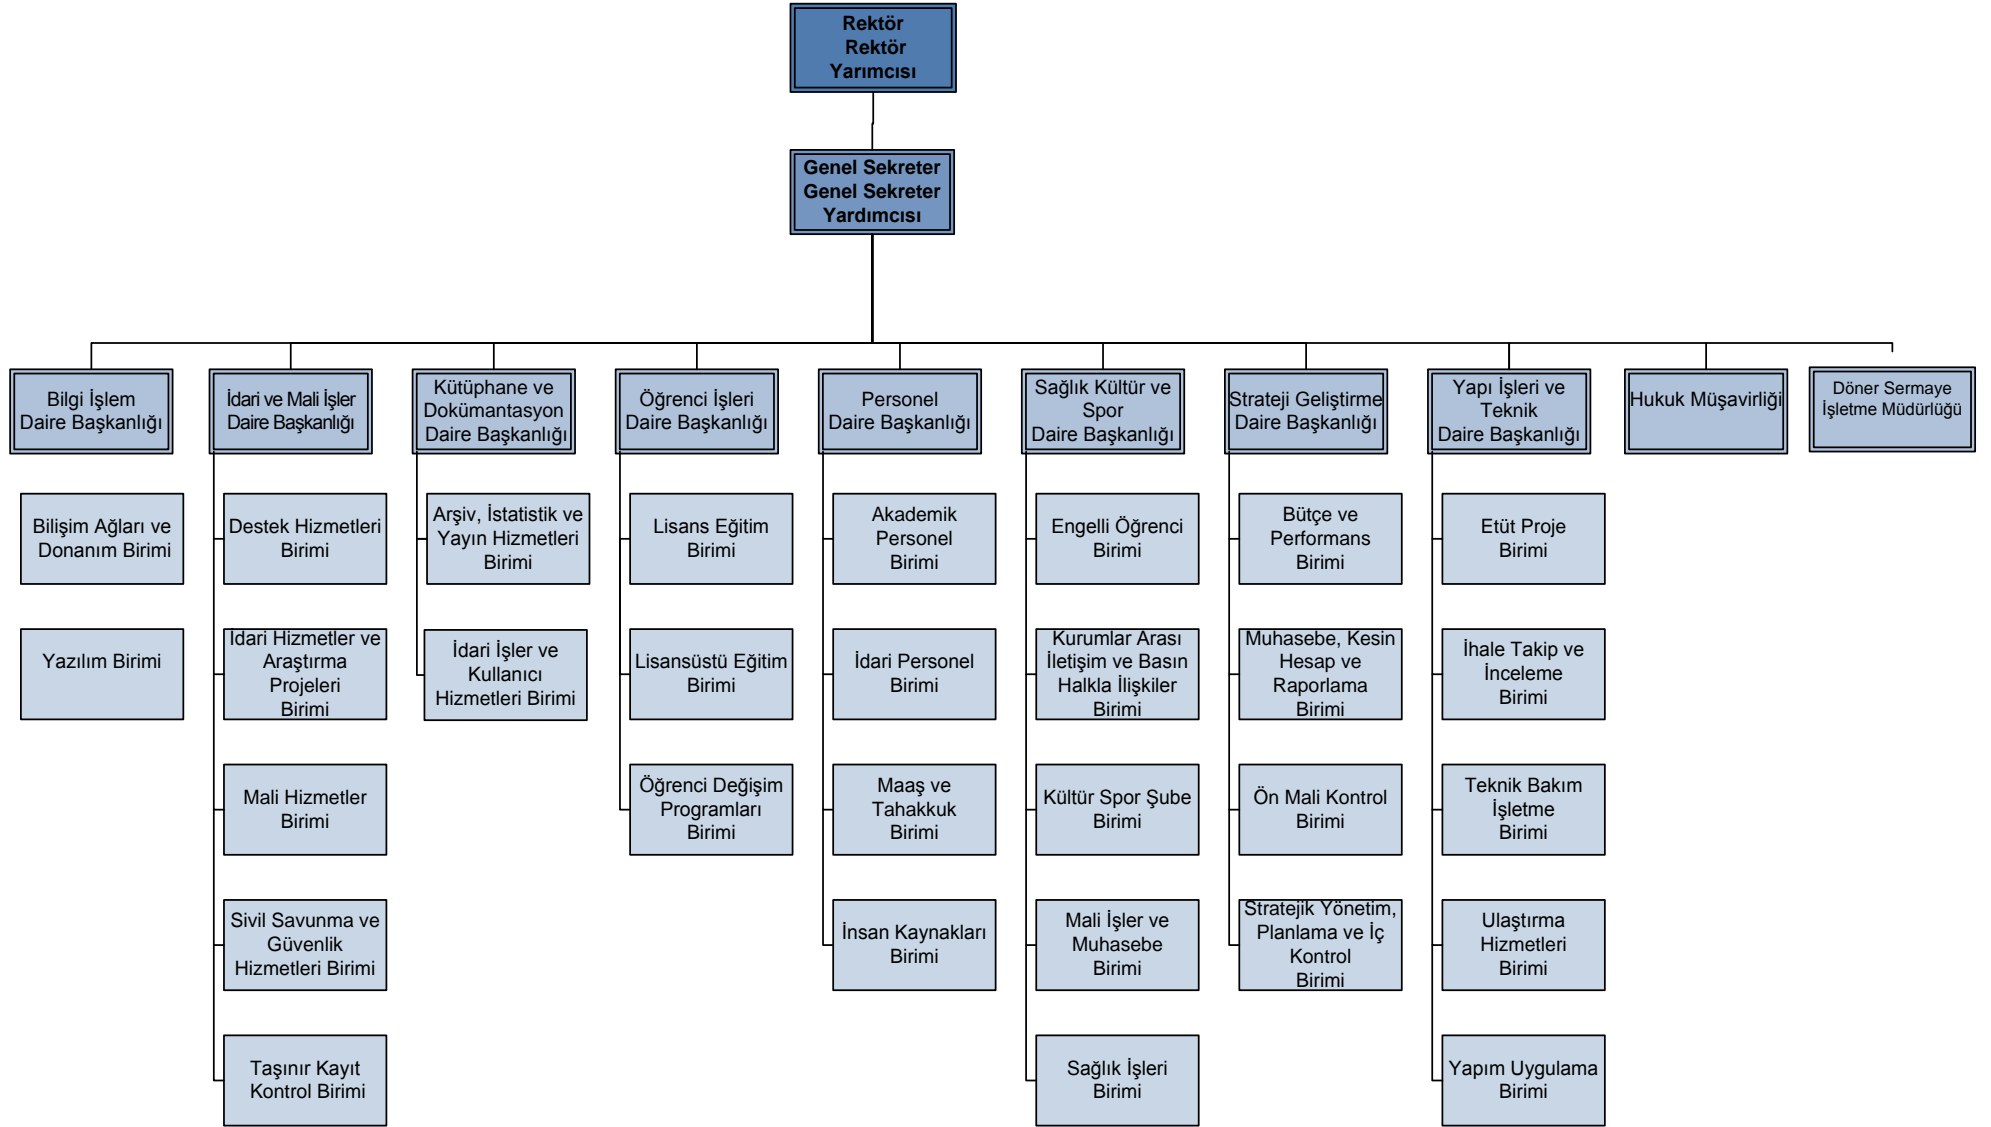 Rektör
Rektör
Yarımcısı
Genel Sekreter
Genel Sekreter
Yardımcısı
Bilgi İşlem
Daire Başkanlığı
İdari ve Mali İşler
Daire Başkanlığı
Kütüphane ve
Dokümantasyon
Daire Başkanlığı
Öğrenci İşleri
Daire Başkanlığı
Personel
Daire Başkanlığı
Sağlık Kültür ve
Spor
Daire Başkanlığı
Strateji Geliştirme
Daire Başkanlığı
Yapı İşleri ve
Teknik
Daire Başkanlığı
Hukuk Müşavirliği
Döner Sermaye
İşletme Müdürlüğü
Bilişim Ağları ve
Donanım Birimi
Destek Hizmetleri
Birimi
Arşiv, İstatistik ve
Yayın Hizmetleri
Birimi
Lisans Eğitim
Birimi
Akademik
Personel
Birimi
Engelli Öğrenci
Birimi
Bütçe ve
Performans
Birimi
Etüt Proje
Birimi
Yazılım Birimi
İdari Hizmetler ve
Araştırma
Projeleri
Birimi
İdari İşler ve
Kullanıcı
Hizmetleri Birimi
Lisansüstü Eğitim
Birimi
İdari Personel
Birimi
Kurumlar Arası
İletişim ve Basın
Halkla İlişkiler
Birimi
Muhasebe, Kesin
Hesap ve
Raporlama
Birimi
İhale Takip ve
İnceleme
Birimi
Mali Hizmetler
Birimi
Öğrenci Değişim
Programları
Birimi
Maaş ve
Tahakkuk
Birimi
Kültür Spor Şube
Birimi
Ön Mali Kontrol
Birimi
Teknik Bakım
İşletme
Birimi
Sivil Savunma ve
Güvenlik
Hizmetleri Birimi
İnsan Kaynakları
Birimi
Mali İşler ve
Muhasebe
Birimi
Stratejik Yönetim,
Planlama ve İç
Kontrol
Birimi
Ulaştırma
Hizmetleri
Birimi
Taşınır Kayıt
Kontrol Birimi
Sağlık İşleri
Birimi
Yapım Uygulama
Birimi